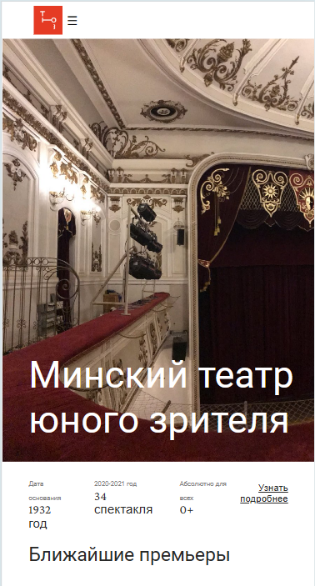 Минский театр
юного зрителя
Дата основания
1932 год
2020-2021 год
34 спектакля
Абсолютно для всех
0+
Узнать подробнее
Ближайшие премьеры